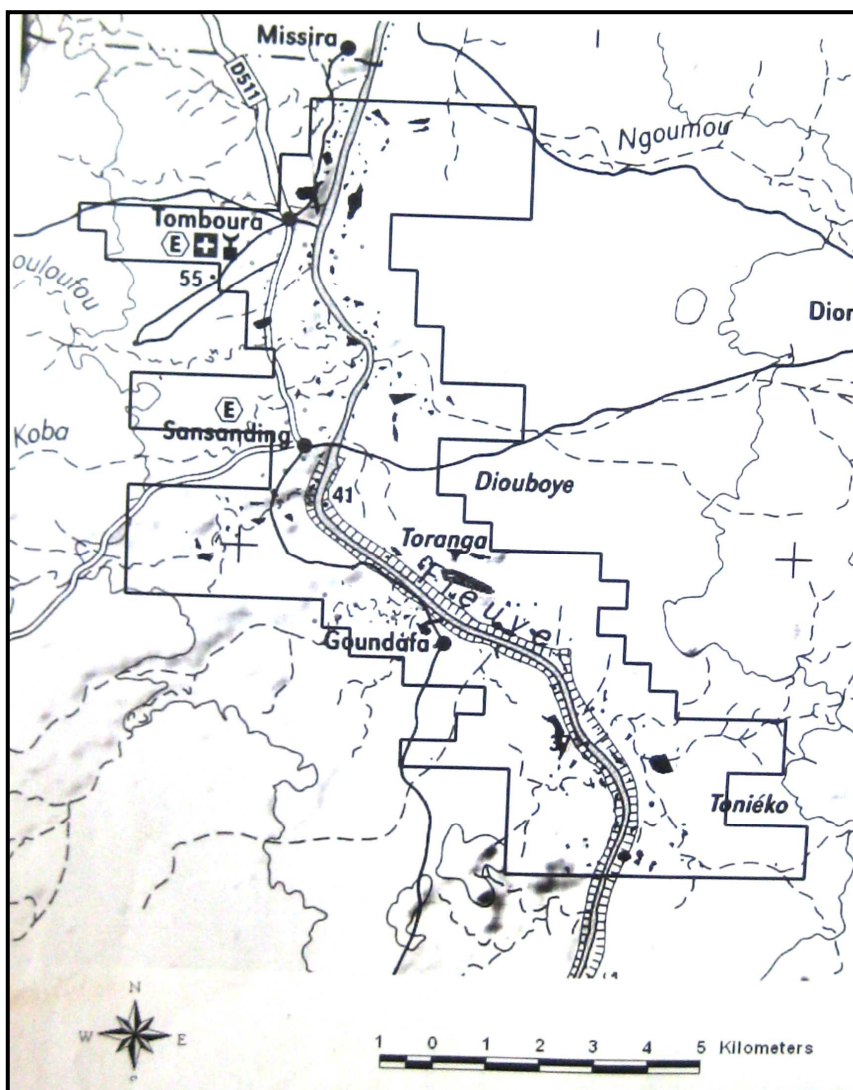 Missira
D511
Ngoumou
Tomboura
E
ouloufou
55
Dior
E
Koba
Sansanding
Diouboye
41
Toranga
Fleuve
Goundafa
37
Toniéko
N
W E
1 0 1 2 3 4 5 Kilometers